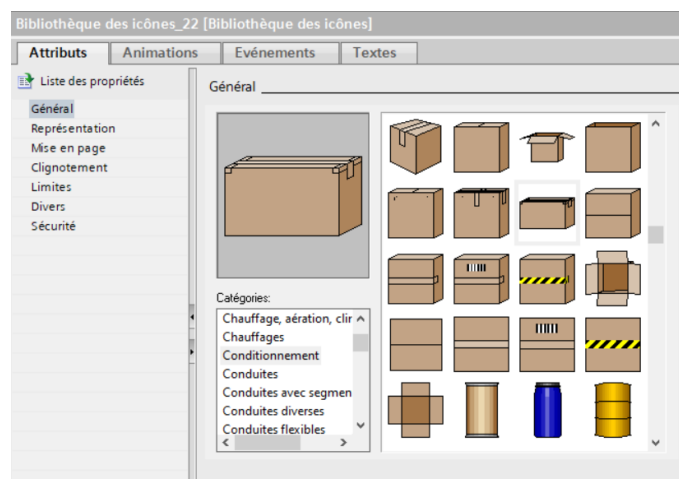 Bibliothèque des icônes_22 [Bibliothèque des icônes]
Attributs Animations Evénements Textes
Liste des propriétés
Général
Représentation
Mise en page
Clignotement
Limites
Divers
Sécurité
Général
Catégories:
Chauffage, aération, clir
Chauffages
Conditionnement
Conduites
Conduites avec segmen
Conduites diverses
Conduites flexibles